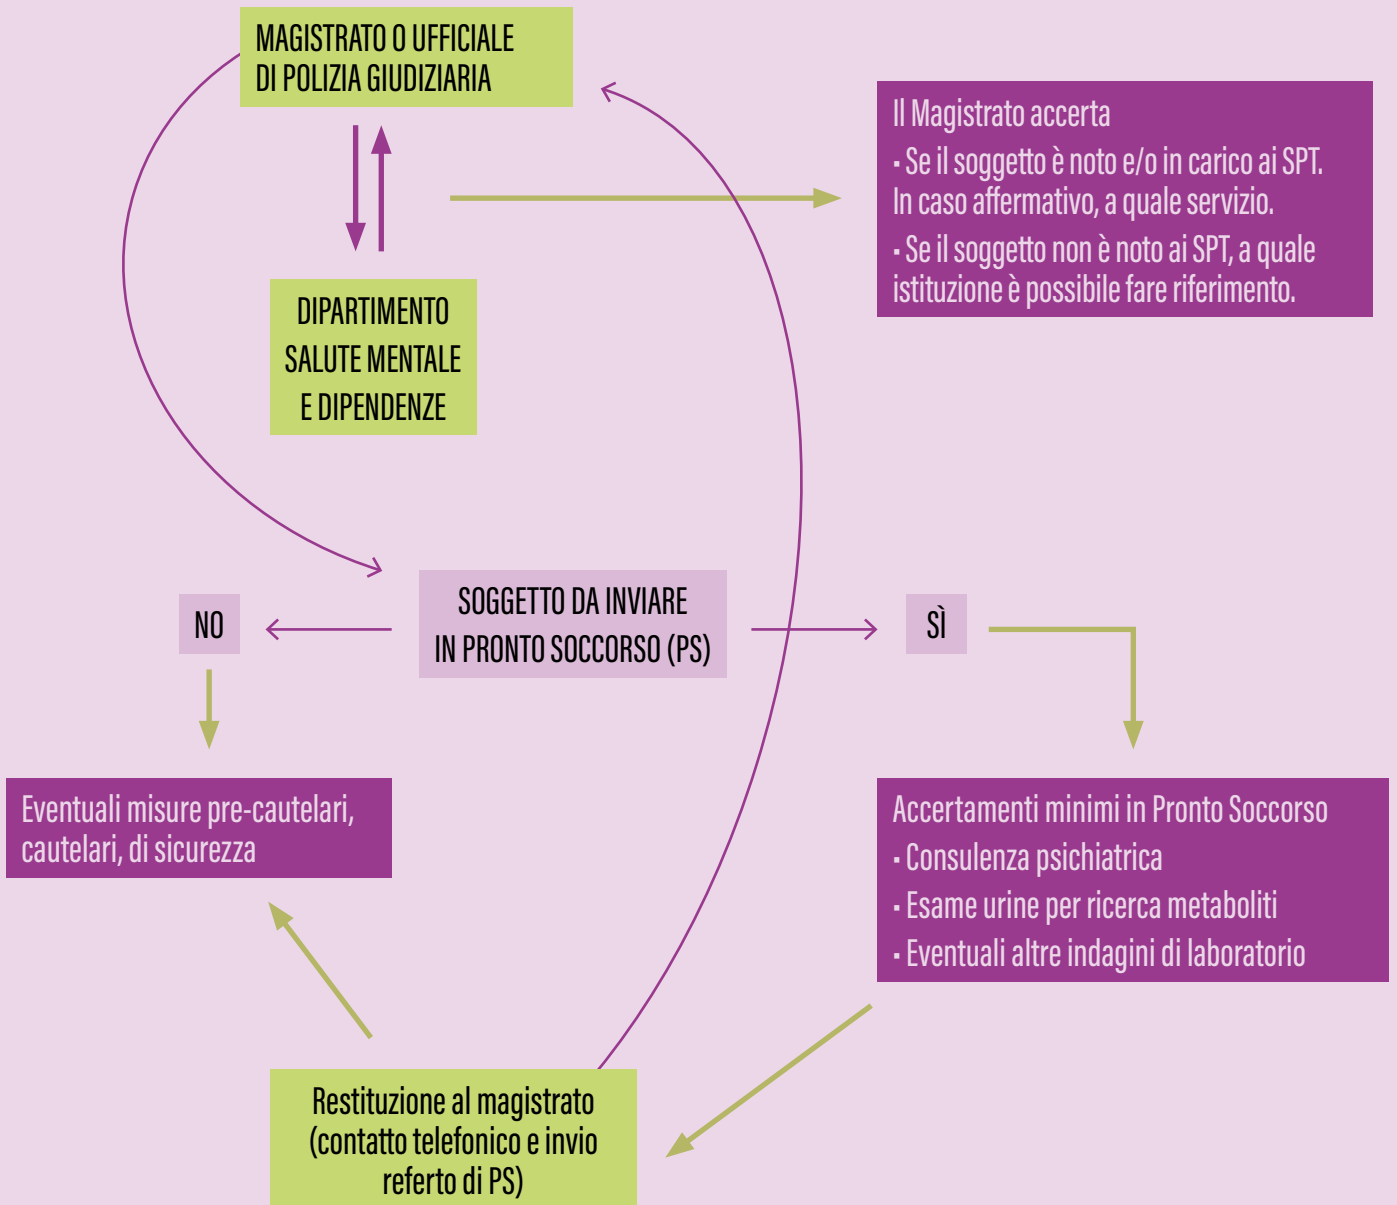 MAGISTRATO O UFFICIALE
DI POLIZIA GIUDIZIARIA
Il Magistrato accerta
• Se il soggetto è noto e/o in carico ai SPT.
In caso affermativo, a quale servizio.
• Se il soggetto non è noto ai SPT, a quale
istituzione è possibile fare riferimento.
DIPARTIMENTO
SALUTE MENTALE
E DIPENDENZE
NO
SOGGETTO DA INVIARE
IN PRONTO SOCCORSO (PS)
SÌ
Eventuali misure pre-cautelari,
cautelari, di sicurezza
Accertamenti minimi in Pronto Soccorso
• Consulenza psichiatrica
• Esame urine per ricerca metaboliti
• Eventuali altre indagini di laboratorio
Restituzione al magistrato
(contatto telefonico e invio
referto di PS)